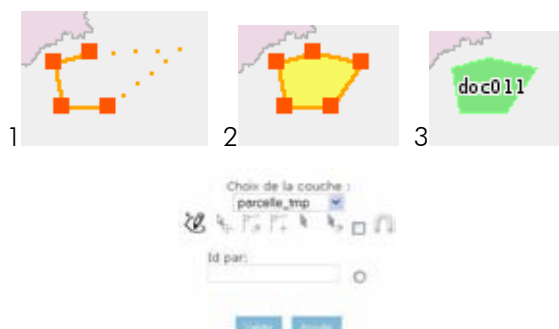 1
2
3
doc011
Choix de la couche :
parcelle_tmp
Id par: